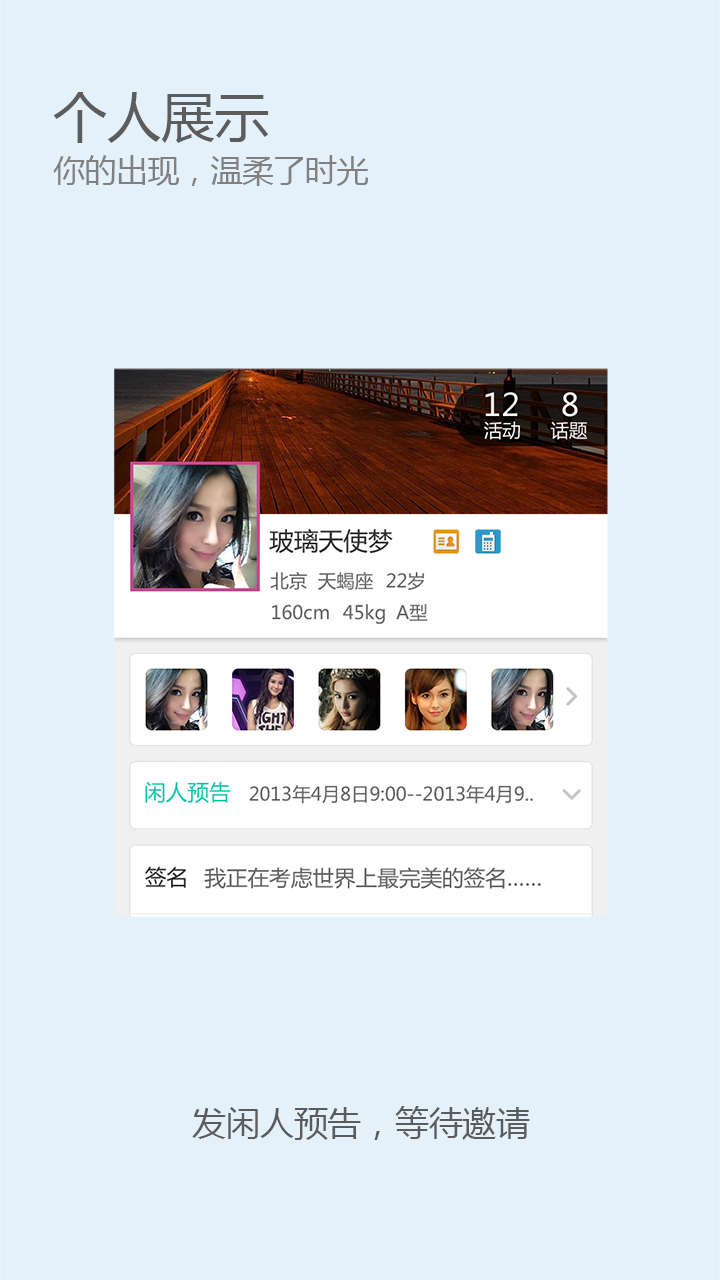 个人展示
你的出现，温柔了时光
12 8
活动 话题
玻璃天使梦
北京 天蝎座 22岁
160cm 45kg A型
IGHT
THE
闲人预告 2013年4月8日9:00--2013年4月9..
签名 我正在考虑世界上最完美的签名......
发闲人预告，等待邀请